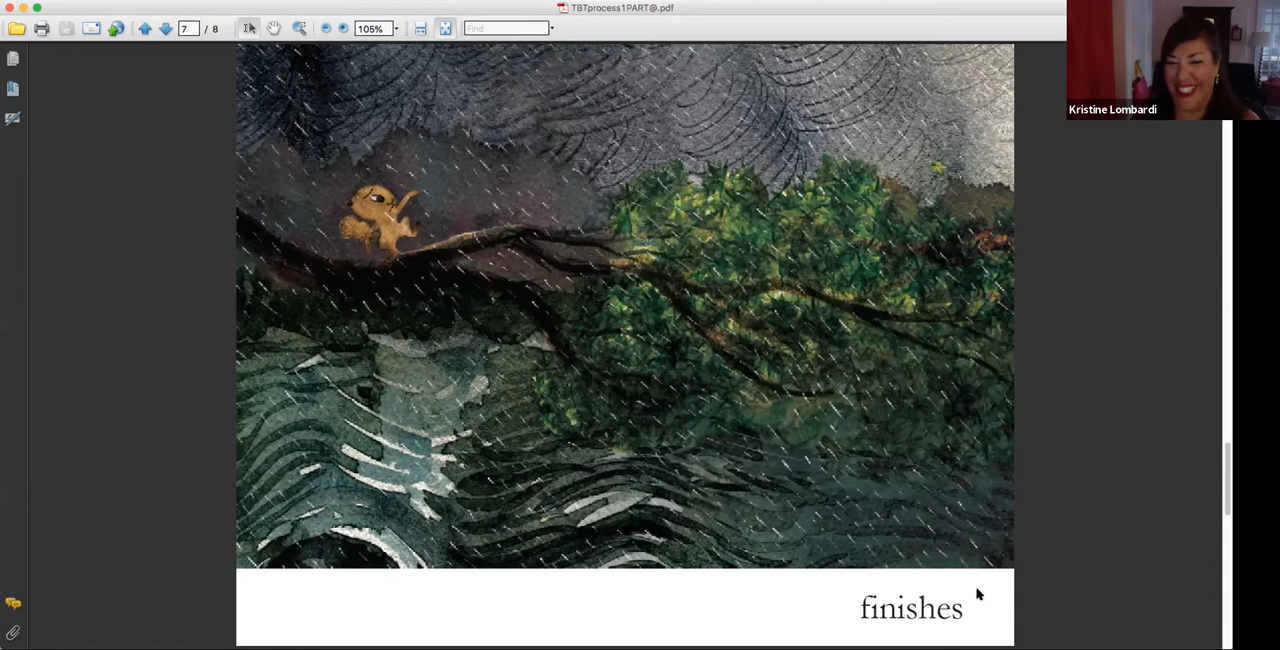 TBTprocess1PART@.pdf
7 / 8
105%
Find
Kristine Lombardi
finishes